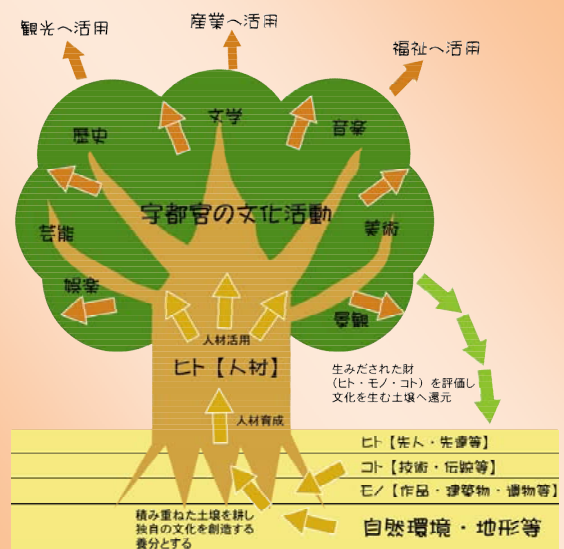 観光へ活用
産業へ活用
福祉へ活用
文学
歴史
音楽
宇都宮の文化活動
芸能
美術
娯楽
景観
人材活用
ヒト【人材】
生みだされた財
(ヒト・モノ・コト)を評価し
文化を生む土壌へ還元
人材育成
ヒト【先人・先達等】
コト【技術・伝統等】
モノ【作品・建築物・遺物等】
積み重ねた土壌を耕し
独自の文化を創造する
養分とする
自然環境・地形等